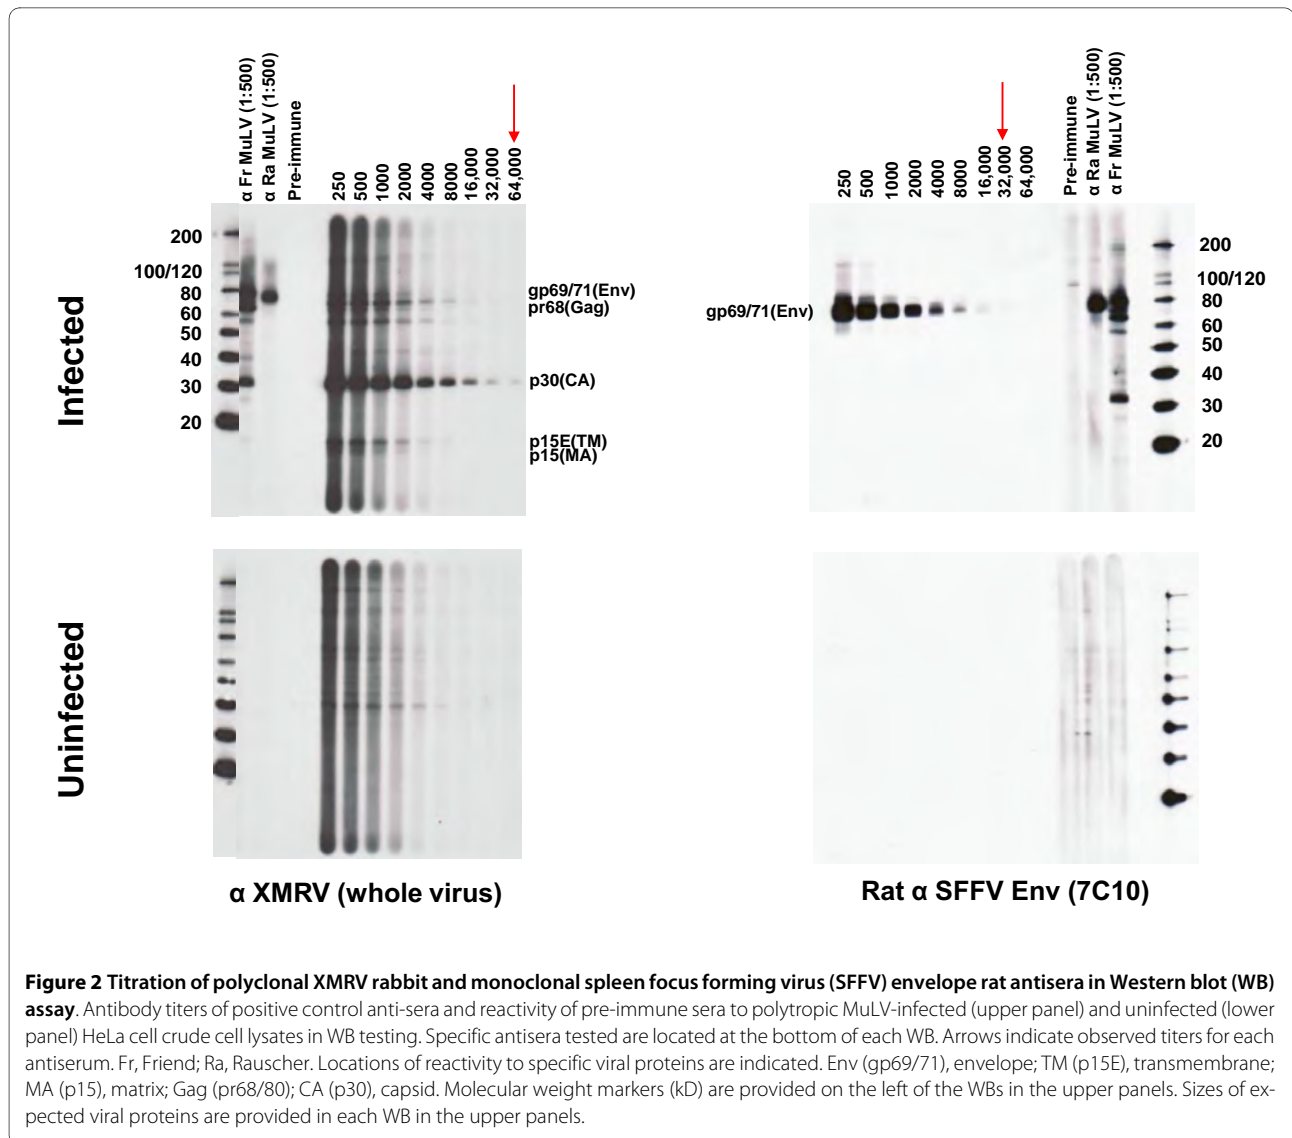 α Fr MuLV (1:500)
α Ra MuLV (1:500)
Pre-immune
250
500
1000
2000
4000
8000
16,000
32,000
64,000
250
500
1000
2000
4000
8000
16,000
32,000
64,000
Pre-immune
α Ra MuLV (1:500)
α Fr MuLV (1:500)
Infected
200
100/120
80
60
50
40
30
20
gp69/71(Env)
pr68(Gag)
p30(CA)
p15E(TM)
p15(MA)
gp69/71(Env)
200
100/120
80
60
50
40
30
20
Uninfected
α XMRV (whole virus)
Rat α SFFV Env (7C10)
Figure 2 Titration of polyclonal XMRV rabbit and monoclonal spleen focus forming virus (SFFV) envelope rat antisera in Western blot (WB)
assay. Antibody titers of positive control anti-sera and reactivity of pre-immune sera to polytropic MuLV-infected (upper panel) and uninfected (lower
panel) HeLa cell crude cell lysates in WB testing. Specific antisera tested are located at the bottom of each WB. Arrows indicate observed titers for each
antiserum. Fr, Friend; Ra, Rauscher. Locations of reactivity to specific viral proteins are indicated. Env (gp69/71), envelope; TM (p15E), transmembrane;
MA (p15), matrix; Gag (pr68/80); CA (p30), capsid. Molecular weight markers (kD) are provided on the left of the WBs in the upper panels. Sizes of ex-
pected viral proteins are provided in each WB in the upper panels.